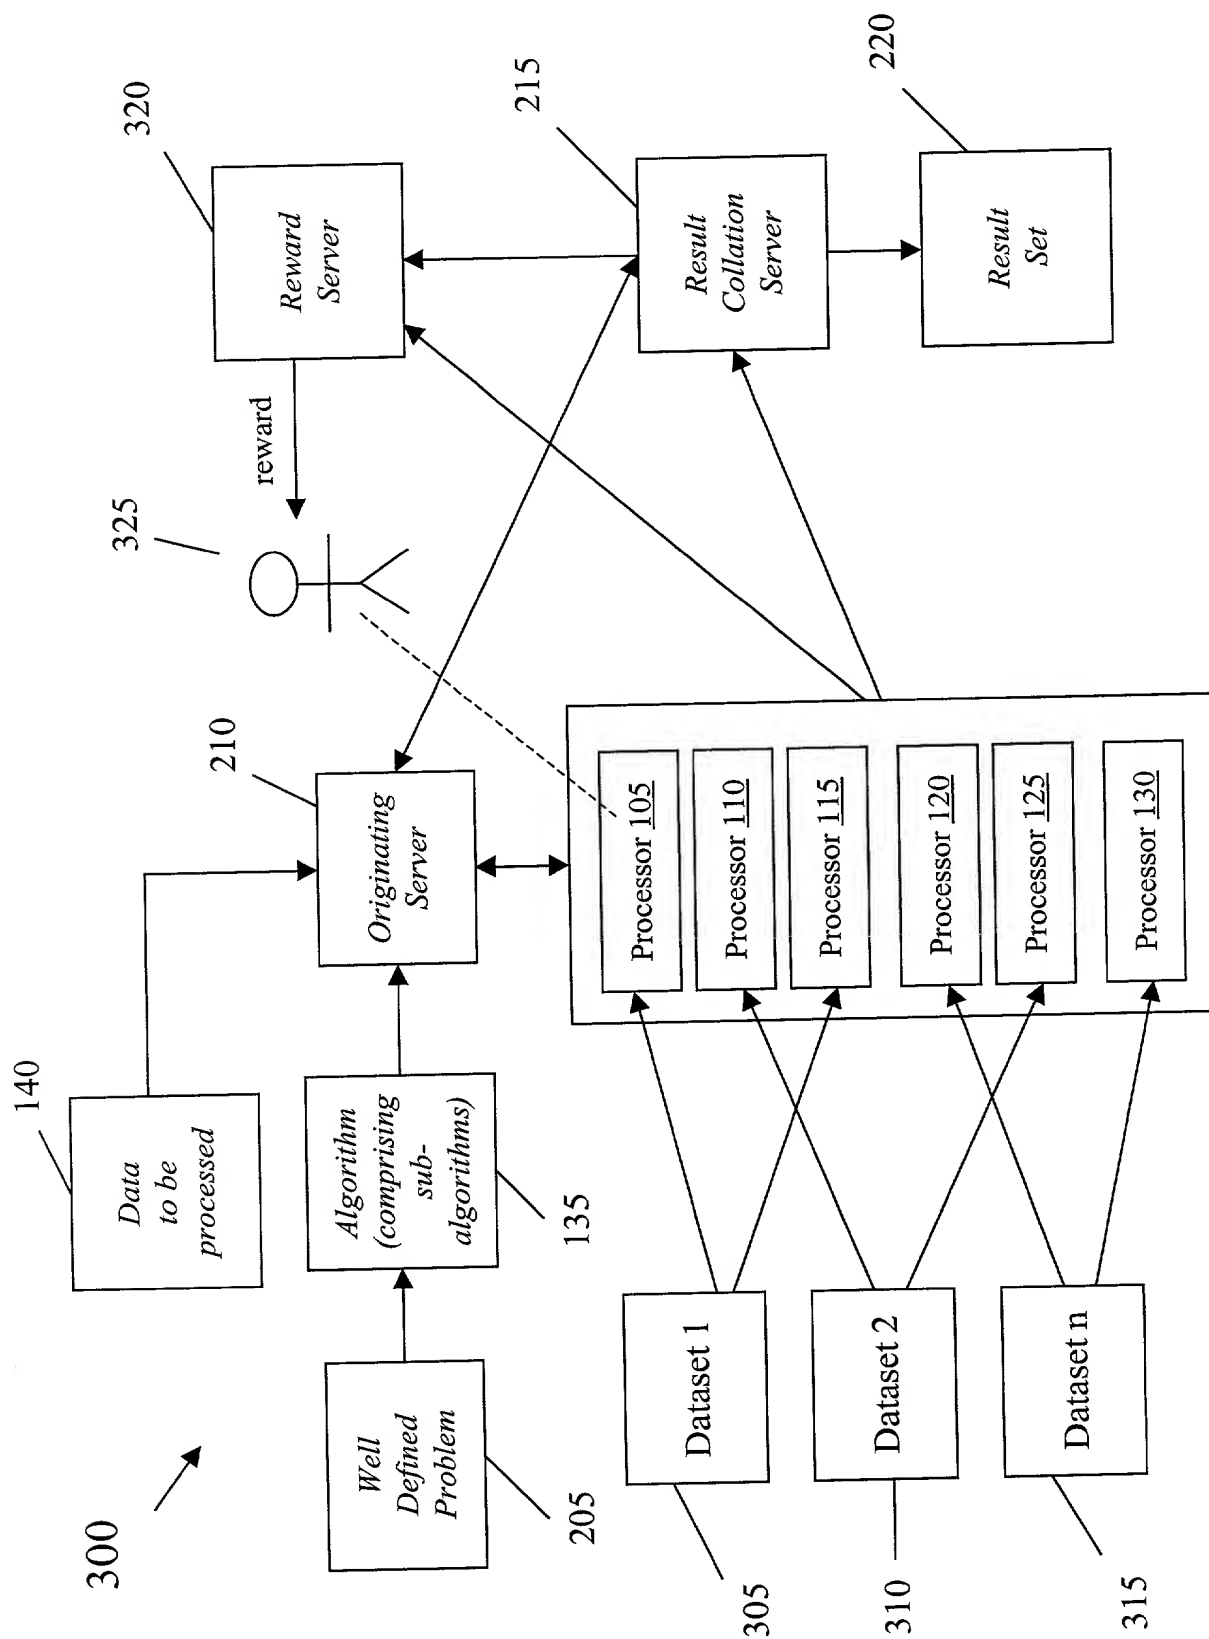 300
140
Data
to be
processed
210
325
reward
320
Reward
Server
Well
Defined
Problem
205
Algorithm
(comprising
sub-
algorithms)
135
Originating
Server
215
Result
Collation
Server
220
Result
Set
Dataset 1
305
Dataset 2
310
Dataset n
315
Processor 105
Processor 110
Processor 115
Processor 120
Processor 125
Processor 130